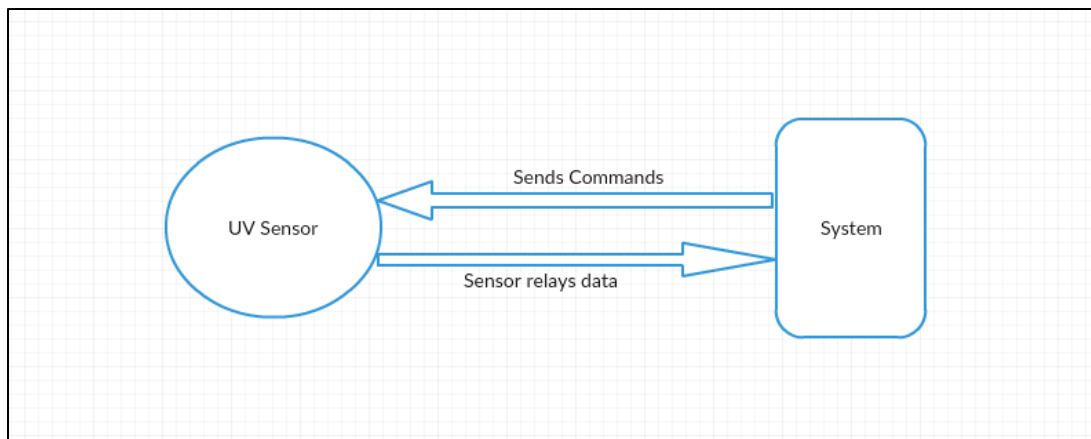 Sends Commands
UV Sensor
System
Sensor relays data